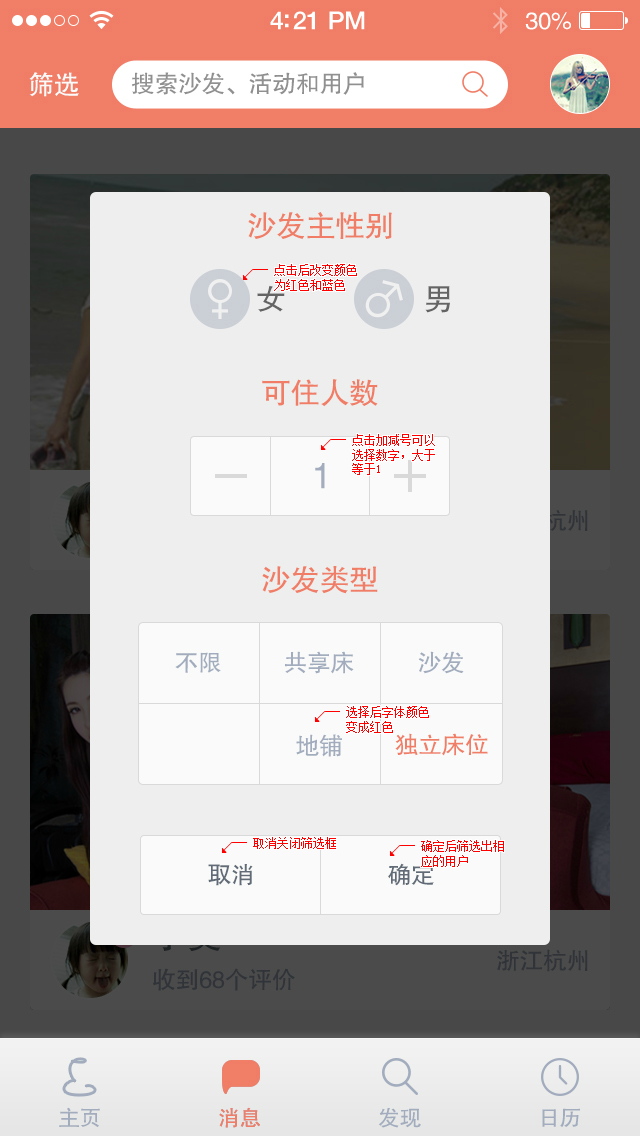 4:21 PM 30%
筛选 搜索沙发、活动和用户
沙发主性别
点击后改变颜色
为红色和蓝色
女 男
可住人数
点击加减号可以
选择数字，大于
等于1
1
杭州
沙发类型
不限 共享床 沙发
选择后字体颜色
变成红色
地铺 独立床位
取消关闭筛选框
确定后筛选出相
应的用户
取消 确定
浙江杭州
收到68个评价
主页 消息 发现 日历